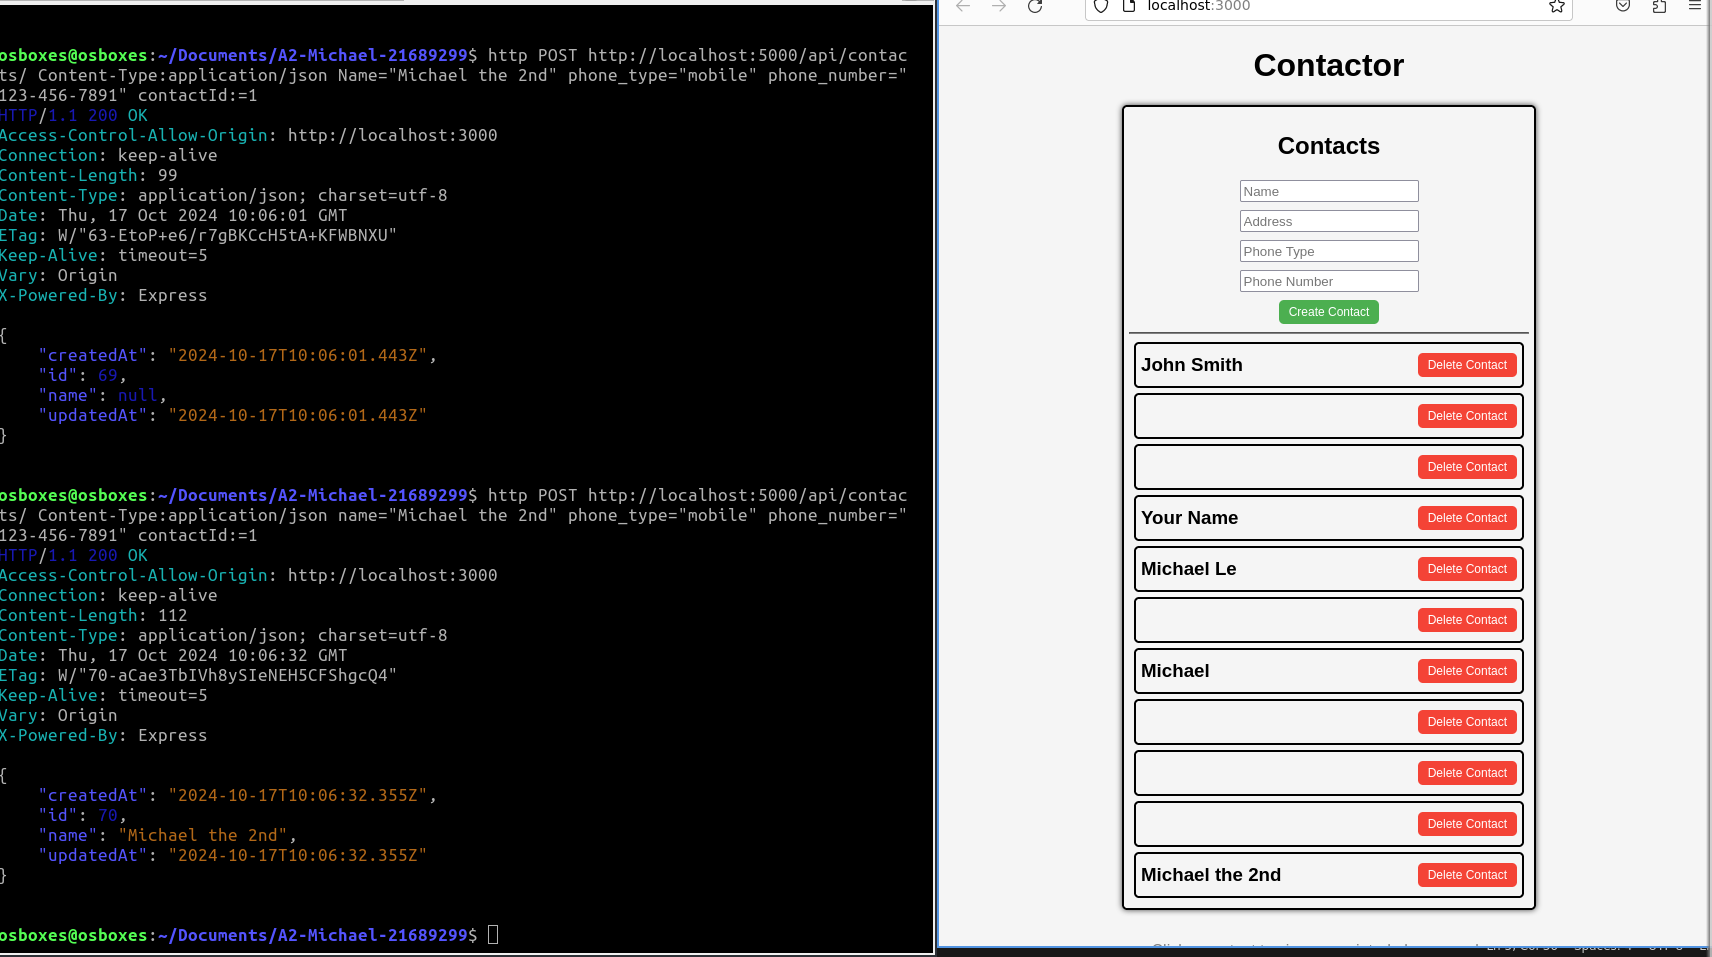 osboxes@osboxes:~/Documents/A2-Michael-21689299$ http POST http://localhost:5000/api/contac
ts/ Content-Type:application/json Name="Michael the 2nd" phone_type="mobile" phone_number="
123-456-7891" contactId:=1
HTTP/1.1 200 OK
Access-Control-Allow-Origin: http://localhost:3000
Connection: keep-alive
Content-Length: 99
Content-Type: application/json; charset=utf-8
Date: Thu, 17 Oct 2024 10:06:01 GMT
ETag: W/"63-EtoP+e6/r7gBKCcH5tA+KFWBNXU"
Keep-Alive: timeout=5
Vary: Origin
X-Powered-By: Express
{
"createdAt": "2024-10-17T10:06:01.443Z",
"id": 69,
"name": null,
"updatedAt": "2024-10-17T10:06:01.443Z"
}
osboxes@osboxes:~/Documents/A2-Michael-21689299$ http POST http://localhost:5000/api/contac
ts/ Content-Type:application/json name="Michael the 2nd" phone_type="mobile" phone_number="
123-456-7891" contactId:=1
HTTP/1.1 200 OK
Access-Control-Allow-Origin: http://localhost:3000
Connection: keep-alive
Content-Length: 112
Content-Type: application/json; charset=utf-8
Date: Thu, 17 Oct 2024 10:06:32 GMT
ETag: W/"70-aCae3TbIVh8ySIeNEH5CFShgcQ4"
Keep-Alive: timeout=5
Vary: Origin
X-Powered-By: Express
{
"createdAt": "2024-10-17T10:06:32.355Z",
"id": 70,
"name": "Michael the 2nd",
"updatedAt": "2024-10-17T10:06:32.355Z"
}
osboxes@osboxes:~/Documents/A2-Michael-21689299$
localhost:3000
Contactor
Contacts
Name
Address
Phone Type
Phone Number
Create Contact
John Smith Delete Contact
Delete Contact
Delete Contact
Your Name Delete Contact
Michael Le Delete Contact
Delete Contact
Michael Delete Contact
Delete Contact
Delete Contact
Delete Contact
Michael the 2nd Delete Contact